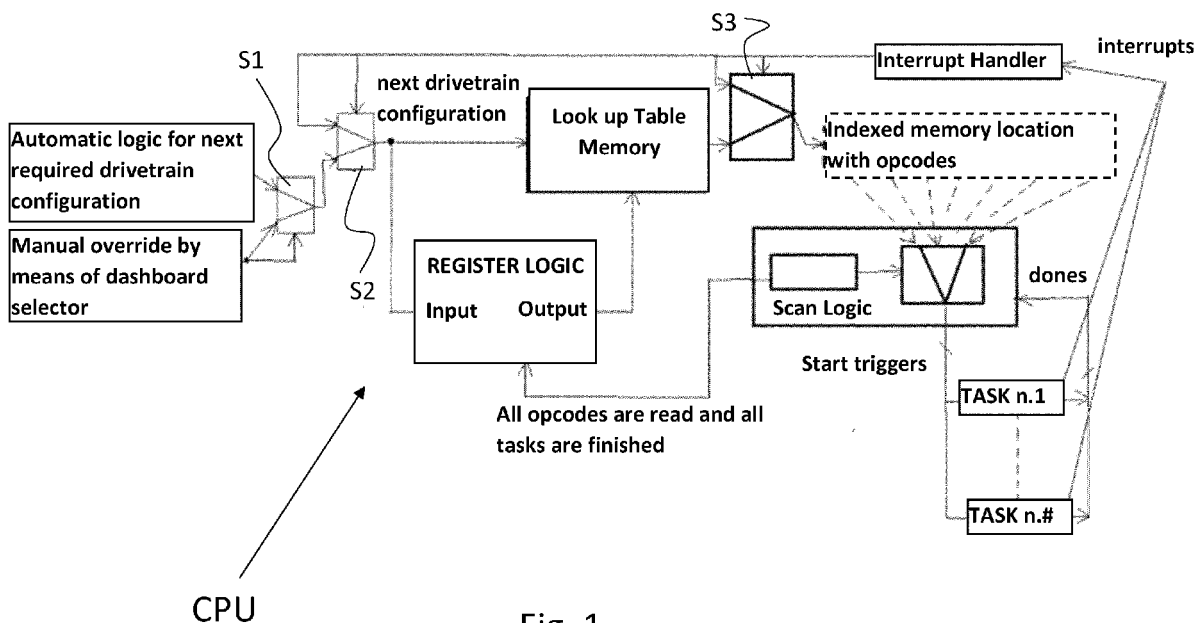 S3
interrupts
S1
Interrupt Handler
next drivetrain
configuration
Look up Table
Memory
Indexed memory location
with opcodes
Automatic logic for next
required drivetrain
configuration
Manual override by
means of dashboard
selector
S2
REGISTER LOGIC
Input Output
dones
Scan Logic
Start triggers
TASK n.1
All opcodes are read and all
tasks are finished
TASK n.#
CPU
Fig. 1